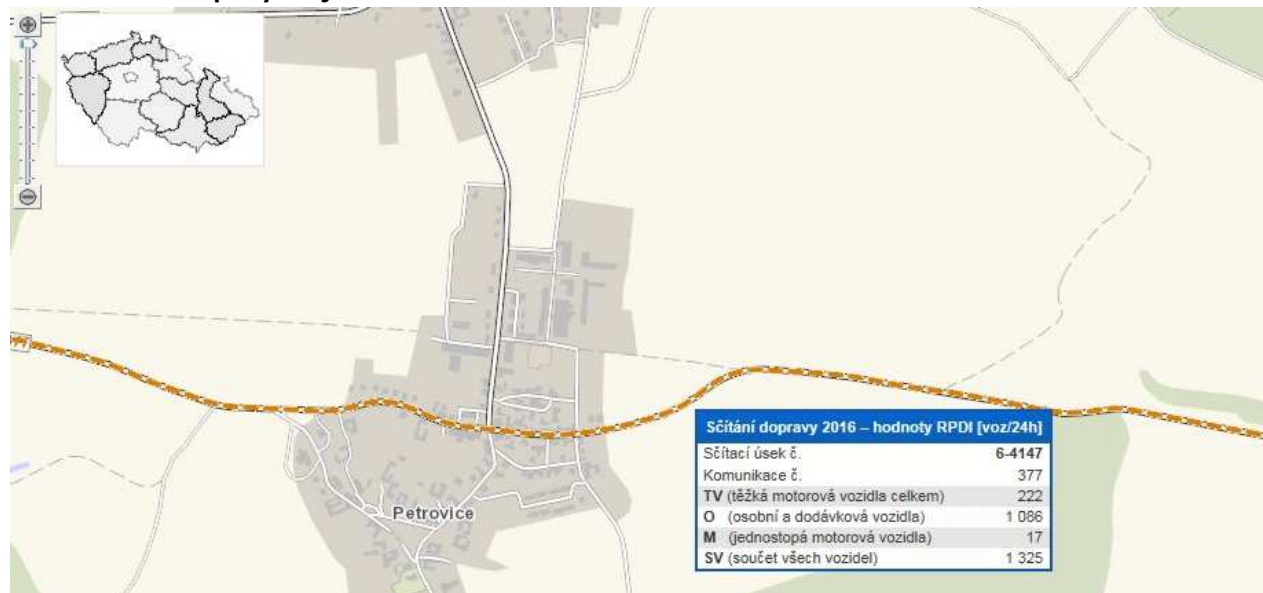 Petrovice
Sčítání dopravy 2016 – hodnoty RPDI [voz/24h]
Sčítací úsek č. 6-4147
Komunikace č. 377
TV (těžká motorová vozidla celkem) 222
O (osobní a dodávková vozidla) 1 086
M (jednostopá motorová vozidla) 17
SV (součet všech vozidel) 1 325